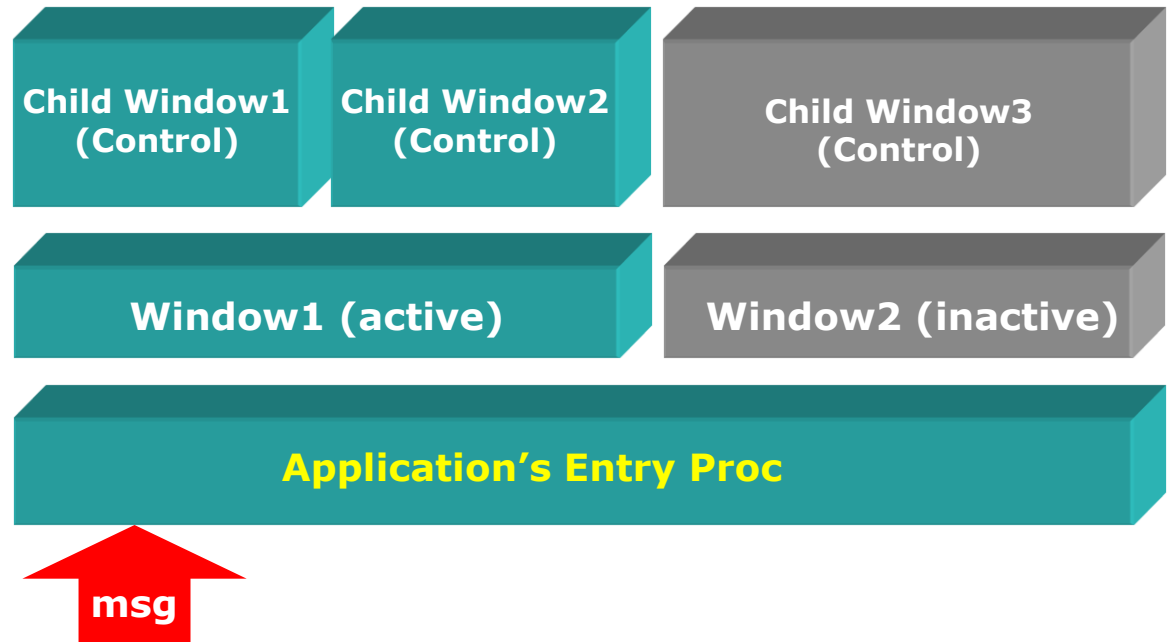 Child Window1
(Control)
Child Window2
(Control)
Child Window3
(Control)
Window1 (active)
Window2 (inactive)
Application’s Entry Proc
msg